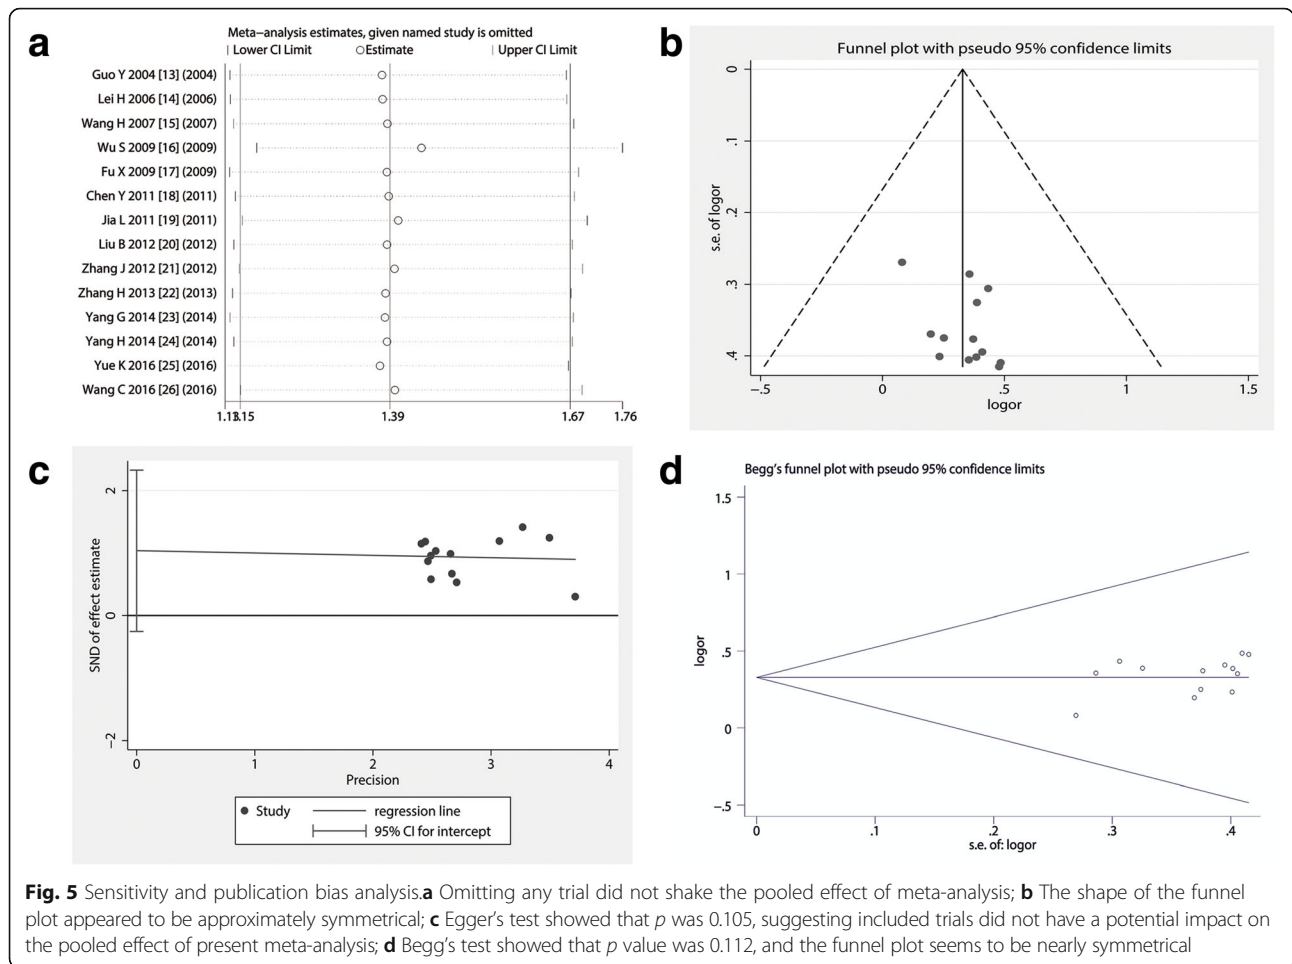 a
Meta−analysis estimates, given named study is omitted
Lower CI Limit Estimate Upper CI Limit
Guo Y 2004 [13] (2004)
Lei H 2006 [14] (2006)
Wang H 2007 [15] (2007)
Wu S 2009 [16] (2009)
Fu X 2009 [17] (2009)
Chen Y 2011 [18] (2011)
Jia L 2011 [19] (2011)
Liu B 2012 [20] (2012)
Zhang J 2012 [21] (2012)
Zhang H 2013 [22] (2013)
Yang G 2014 [23] (2014)
Yang H 2014 [24] (2014)
Yue K 2016 [25] (2016)
Wang C 2016 [26] (2016)
1.15 1.39 1.67 1.76
b
Funnel plot with pseudo 95% confidence limits
s.e. of logor
0
.1
.2
.3
.4
−.5 0 .5 1 1.5
logor
c
SND of effect estimate
2
0
−2
0 1 2 3 4
Precision
Study regression line
95% CI for intercept
d
Begg's funnel plot with pseudo 95% confidence limits
logor
1.5
1
.5
0
−.5
0 .1 .2 .3 .4
s.e. of: logor
Fig. 5 Sensitivity and publication bias analysis.a Omitting any trial did not shake the pooled effect of meta-analysis; b The shape of the funnel
plot appeared to be approximately symmetrical; c Egger's test showed that p was 0.105, suggesting included trials did not have a potential impact on
the pooled effect of present meta-analysis; d Begg's test showed that p value was 0.112, and the funnel plot seems to be nearly symmetrical